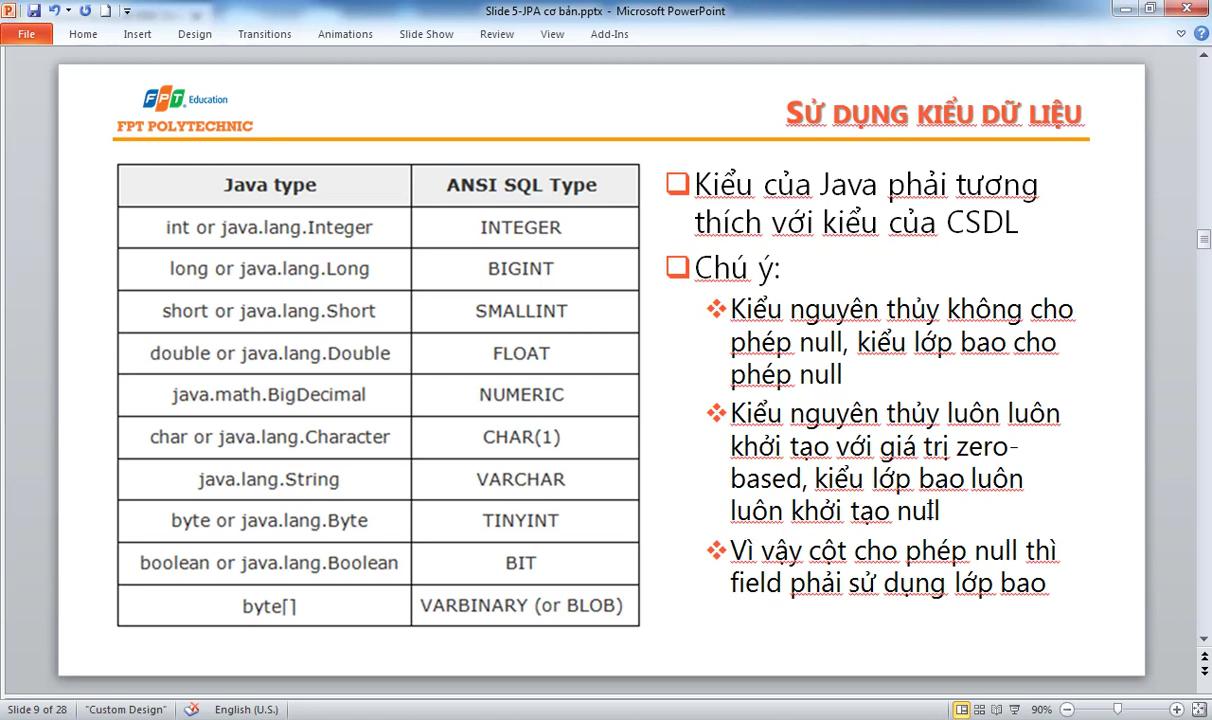 Slide 5-JPA cơ bản.pptx - Microsoft PowerPoint
File Home Insert Design Transitions Animations Slide Show Review View Add-Ins
FPT Education
FPT POLYTECHNIC
SỬ DỤNG KIỂU DỮ LIỆU
Java type ANSI SQL Type
int or java.lang.Integer INTEGER
long or java.lang.Long BIGINT
short or java.lang.Short SMALLINT
double or java.lang.Double FLOAT
java.math.BigDecimal NUMERIC
char or java.lang.Character CHAR(1)
java.lang.String VARCHAR
byte or java.lang.Byte TINYINT
boolean or java.lang.Boolean BIT
byte[] VARBINARY (or BLOB)
Kiểu của Java phải tương
thích với kiểu của CSDL
Chú ý:
Kiểu nguyên thủy không cho
phép null, kiểu lớp bao cho
phép null
Kiểu nguyên thủy luôn luôn
khởi tạo với giá trị zero-
based, kiểu lớp bao luôn
luôn khởi tạo null
Vì vậy cột cho phép null thì
field phải sử dụng lớp bao
Slide 9 of 28 "Custom Design" English (U.S.) 90%